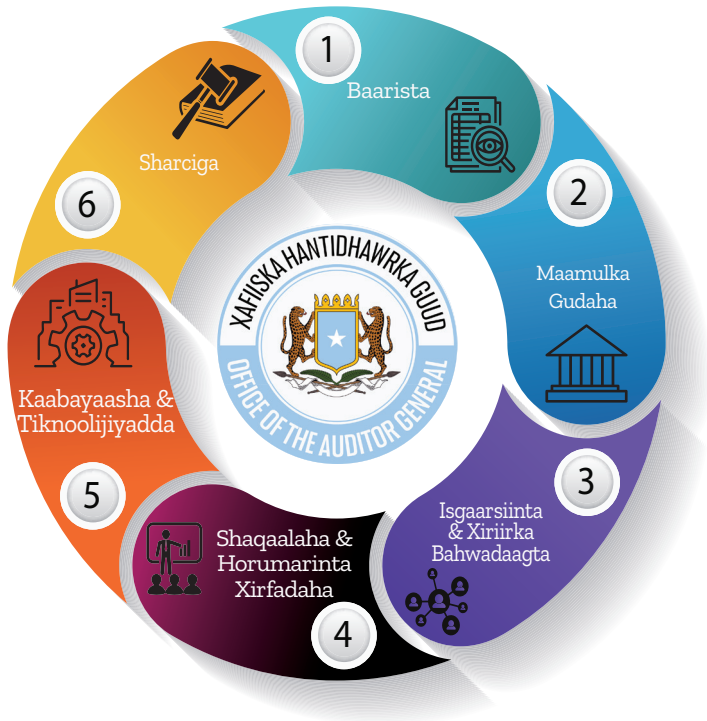 1
Baarista
2
Maamulka
Gudaha
3
Isgaarsiinta
& Xiriirka
Bahwadaagta
4
Shaqaalaha &
Horumarinta
Xirfadaha
5
Kaabayaasha &
Tiknoolijiyadda
6
Sharciga
XAFIISKA HANTIDHAWRKA GUUD
OFFICE OF THE AUDITOR GENERAL